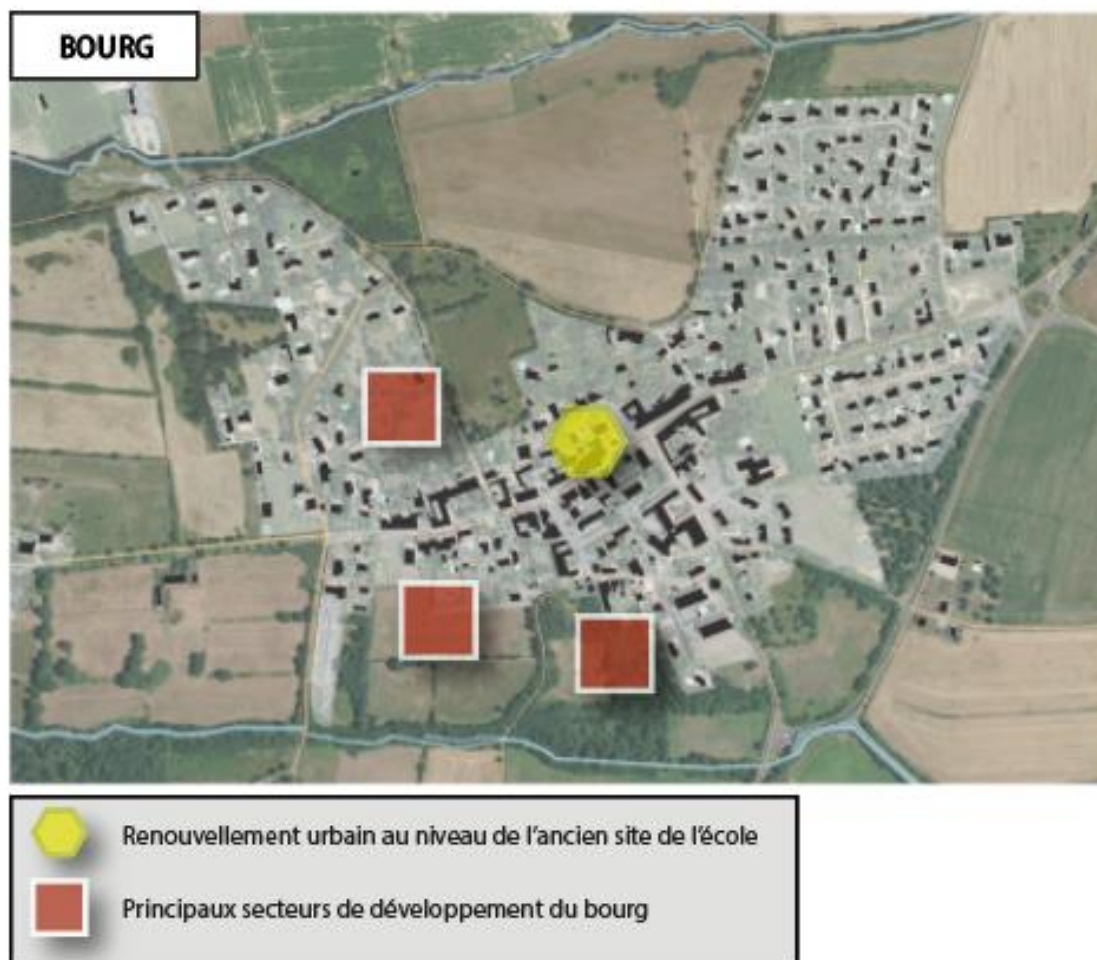 BOURG
Renouvellement urbain au niveau de l'ancien site de l'école
Principaux secteurs de développement du bourg